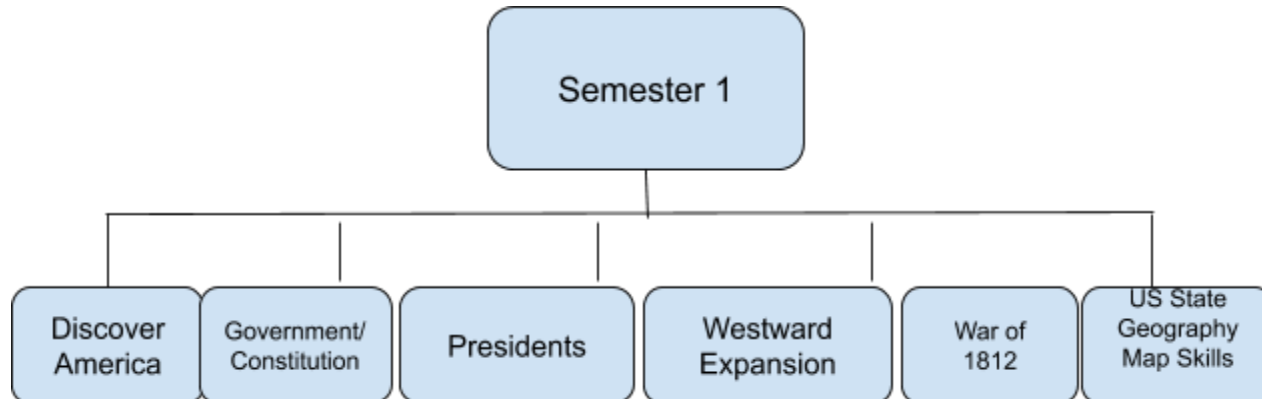 Semester 1
Discover
America
Government/
Constitution
Presidents
Westward
Expansion
War of
1812
US State
Geography
Map Skills